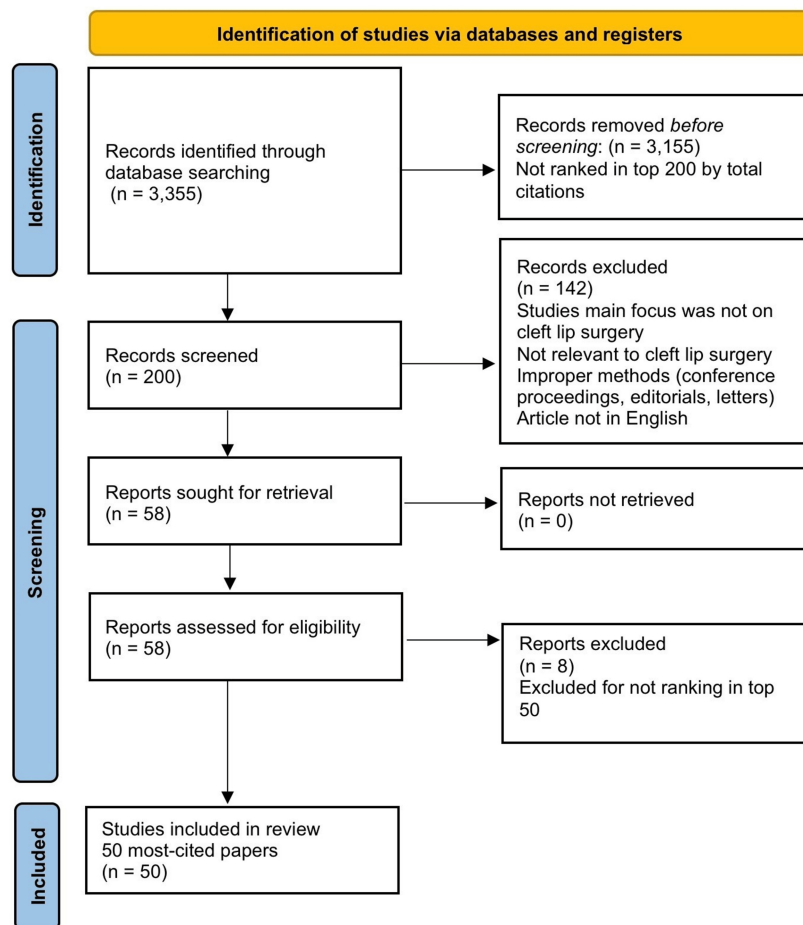 Identification of studies via databases and registers
Identification
Records identified through
database searching
(n = 3,355)
Records removed before
screening: (n = 3,155)
Not ranked in top 200 by total
citations
Screening
Records screened
(n = 200)
Records excluded
(n = 142)
Studies main focus was not on
cleft lip surgery
Not relevant to cleft lip surgery
Improper methods (conference
proceedings, editorials, letters)
Article not in English
Reports sought for retrieval
(n = 58)
Reports not retrieved
(n = 0)
Reports assessed for eligibility
(n = 58)
Reports excluded
(n = 8)
Excluded for not ranking in top
50
Included
Studies included in review
50 most-cited papers
(n = 50)